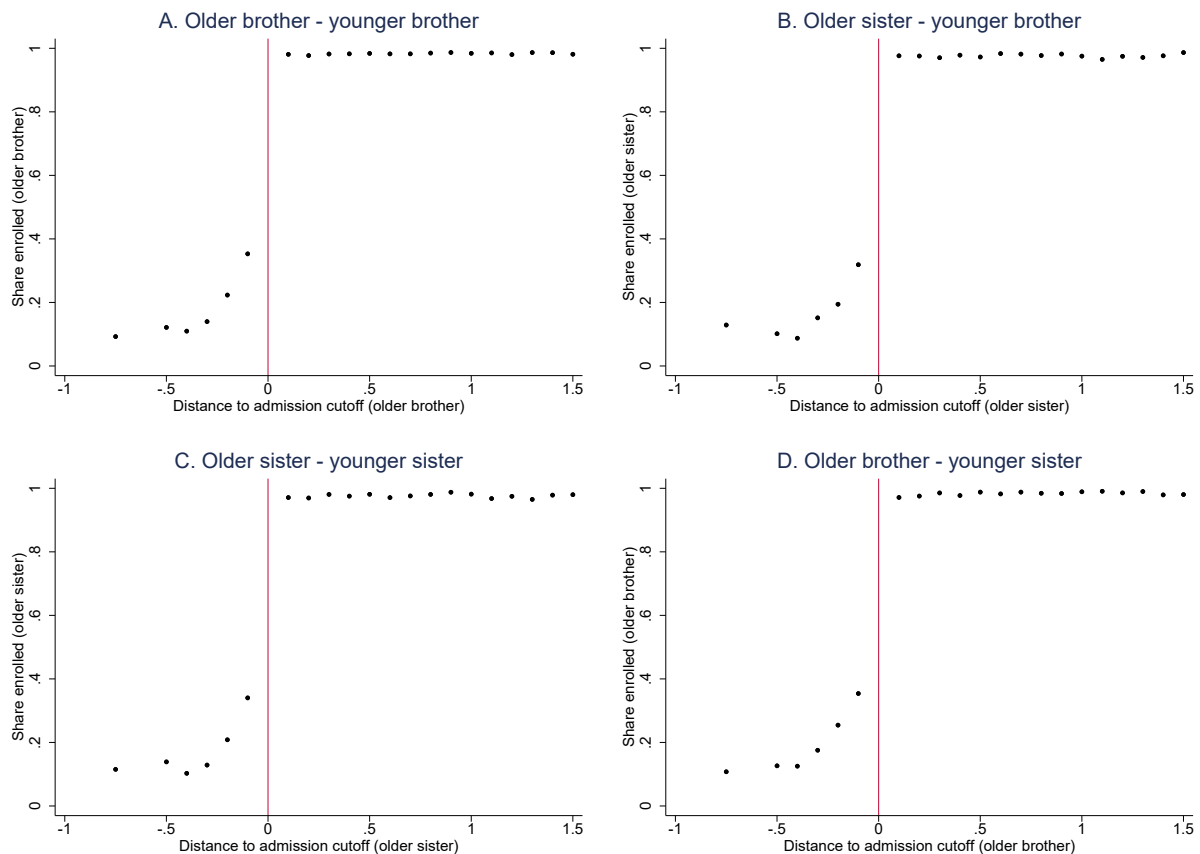 A. Older brother - younger brother
Share enrolled (older brother)
1
.8
.6
.4
.2
0
-1 -.5 0 .5 1 1.5
Distance to admission cutoff (older brother)
B. Older sister - younger brother
Share enrolled (older sister)
1
.8
.6
.4
.2
0
-1 -.5 0 .5 1 1.5
Distance to admission cutoff (older sister)
C. Older sister - younger sister
Share enrolled (older sister)
1
.8
.6
.4
.2
0
-1 -.5 0 .5 1 1.5
Distance to admission cutoff (older sister)
D. Older brother - younger sister
Share enrolled (older brother)
1
.8
.6
.4
.2
0
-1 -.5 0 .5 1 1.5
Distance to admission cutoff (older brother)